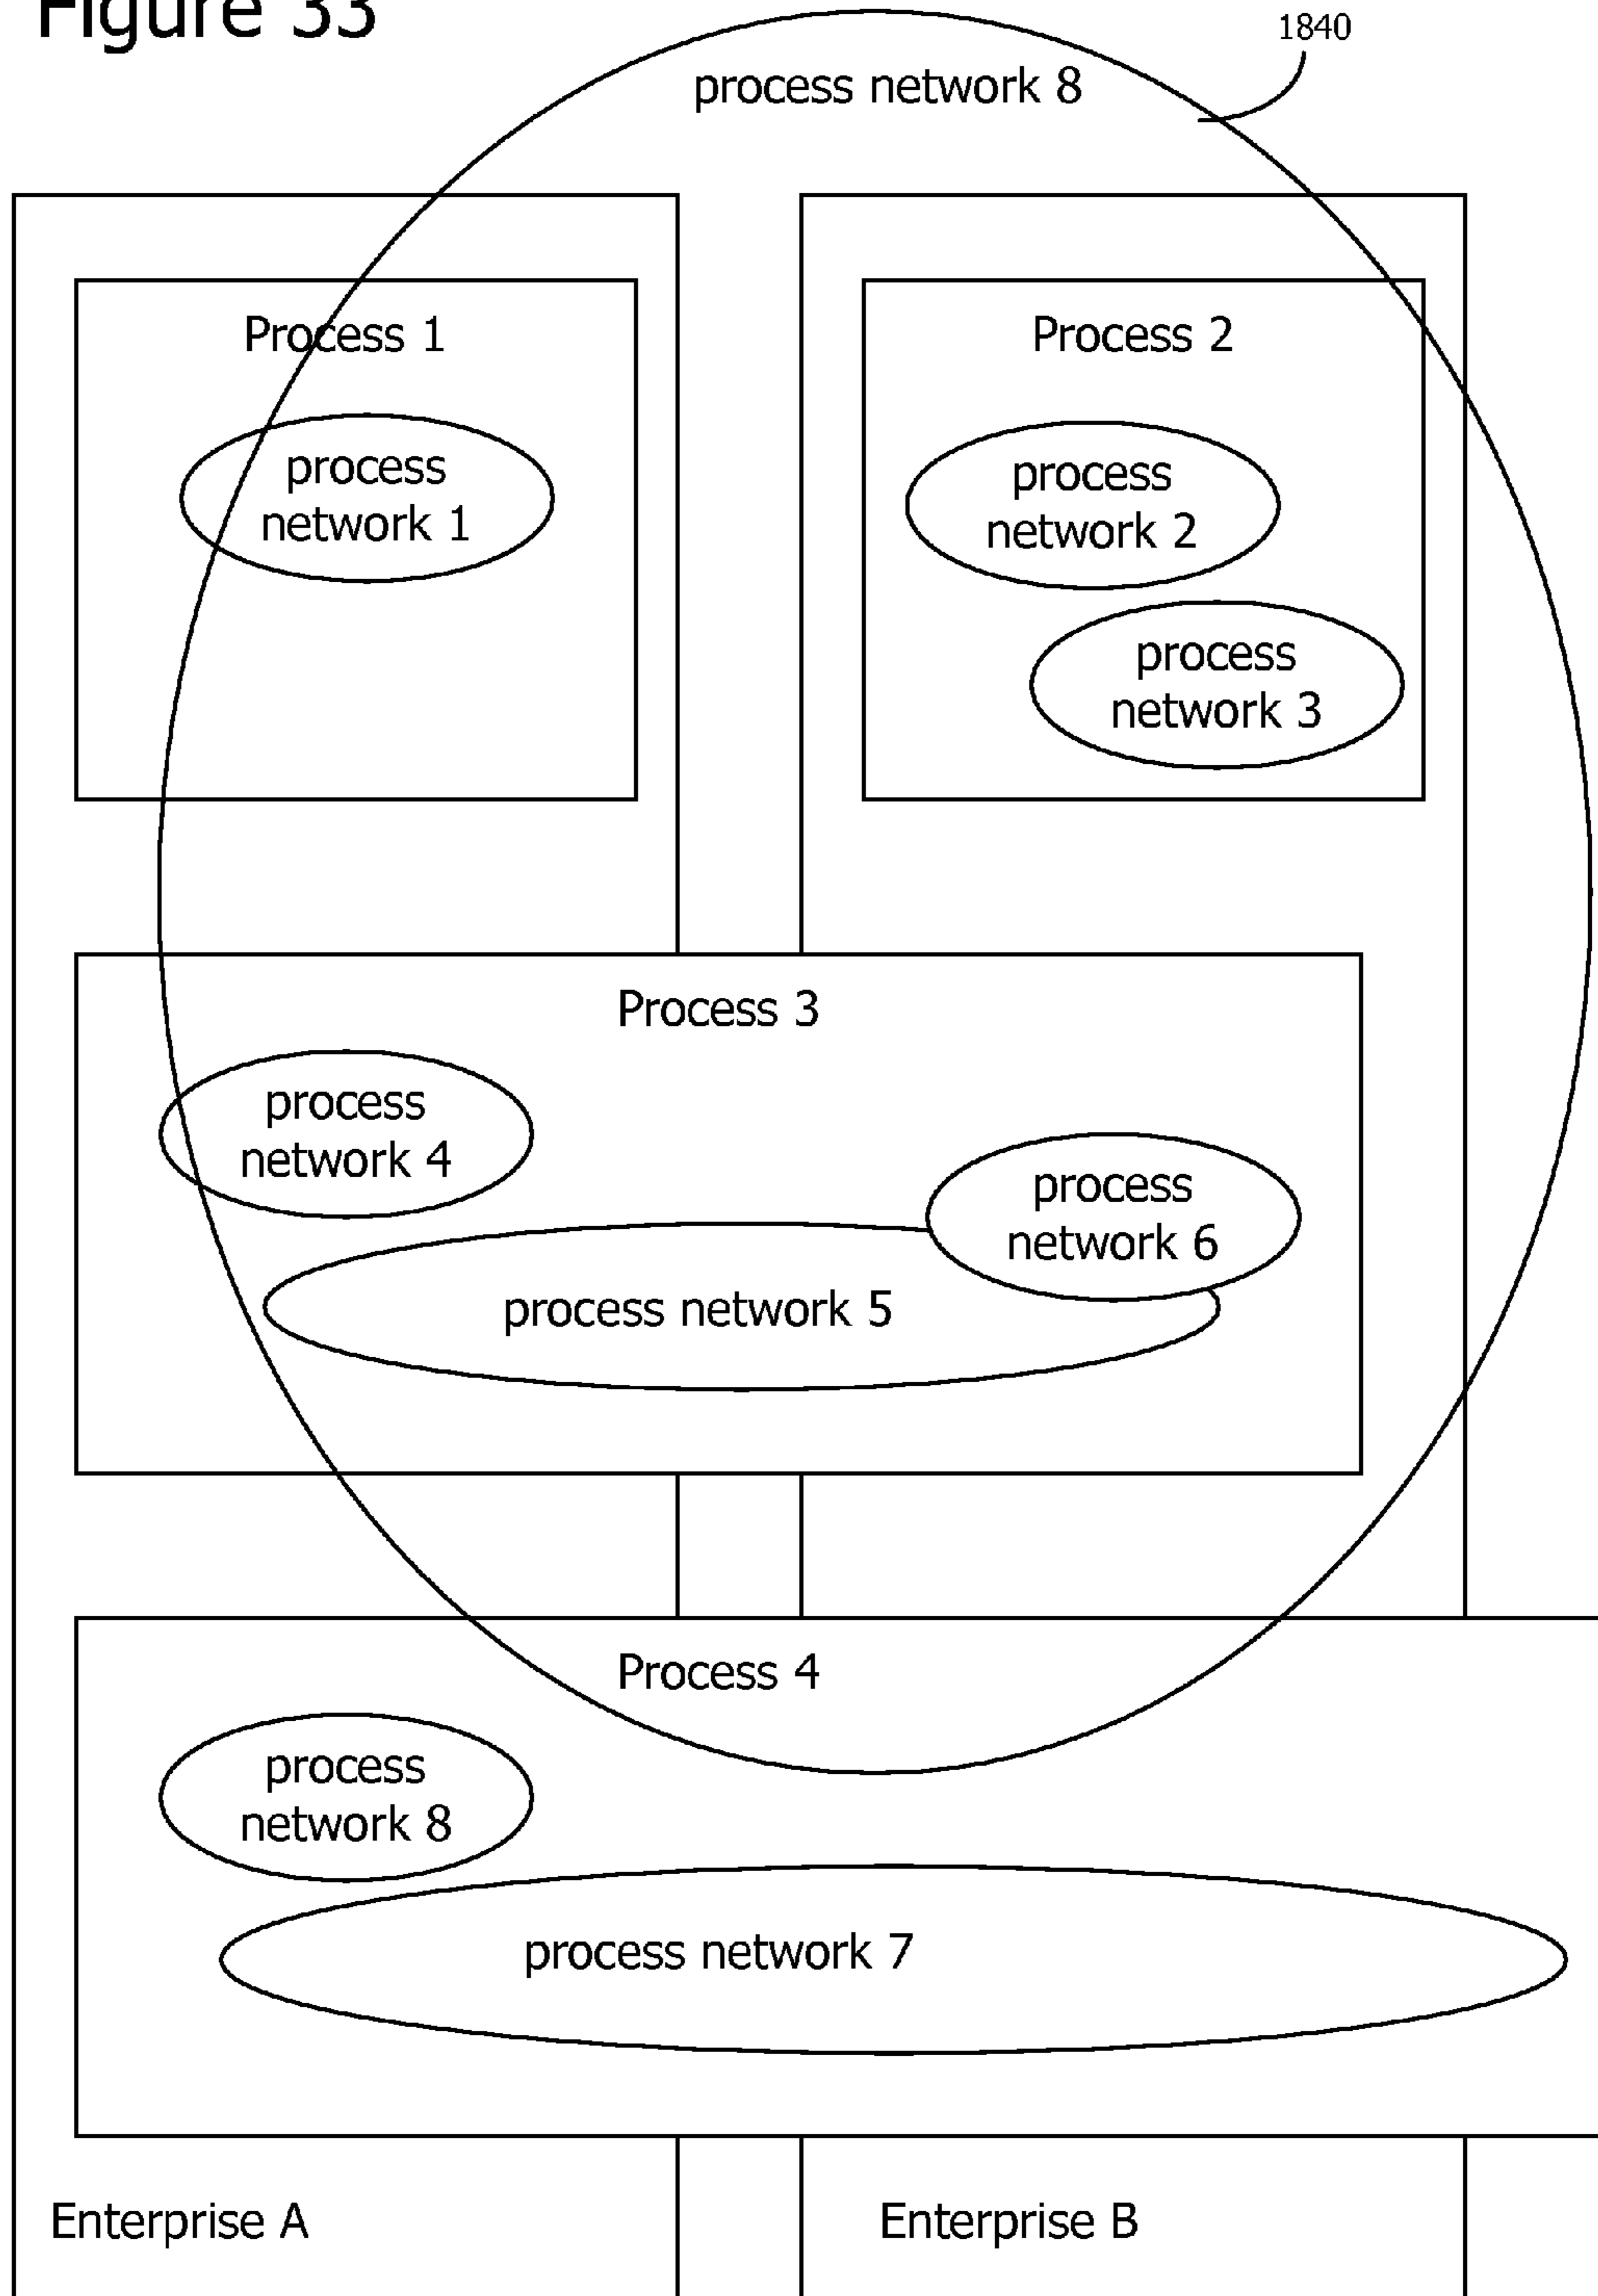 Figure 33
1840
process network 8
Process 1
process
network 1
Process 2
process
network 2
process
network 3
Process 3
process
network 4
process
network 6
process network 5
Process 4
process
network 8
process network 7
Enterprise A
Enterprise B